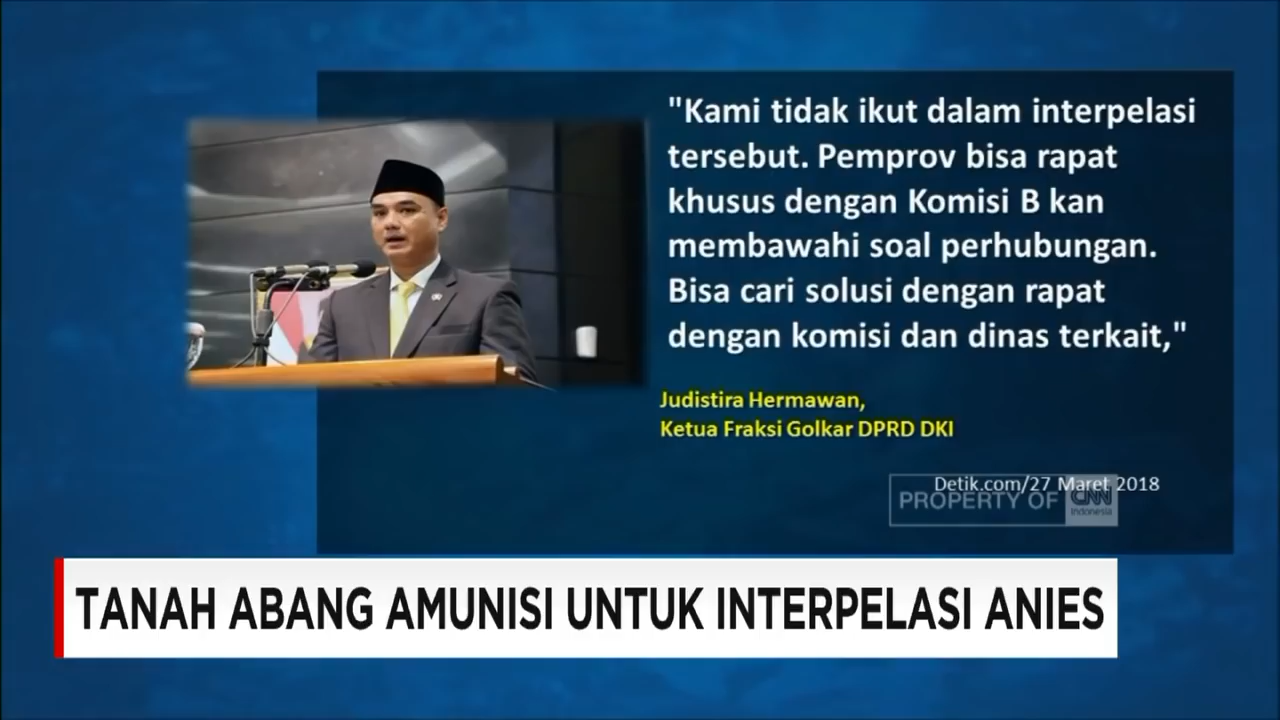 "Kami tidak ikut dalam interpelasi
tersebut. Pemprov bisa rapat
khusus dengan Komisi B kan
membawahi soal perhubungan.
Bisa cari solusi dengan rapat
dengan komisi dan dinas terkait,"
Judistira Hermawan,
Ketua Fraksi Golkar DPRD DKI
Detik.com/27 Maret 2018
PROPERTY OF CNN Indonesia
TANAH ABANG AMUNISI UNTUK INTERPELASI ANIES